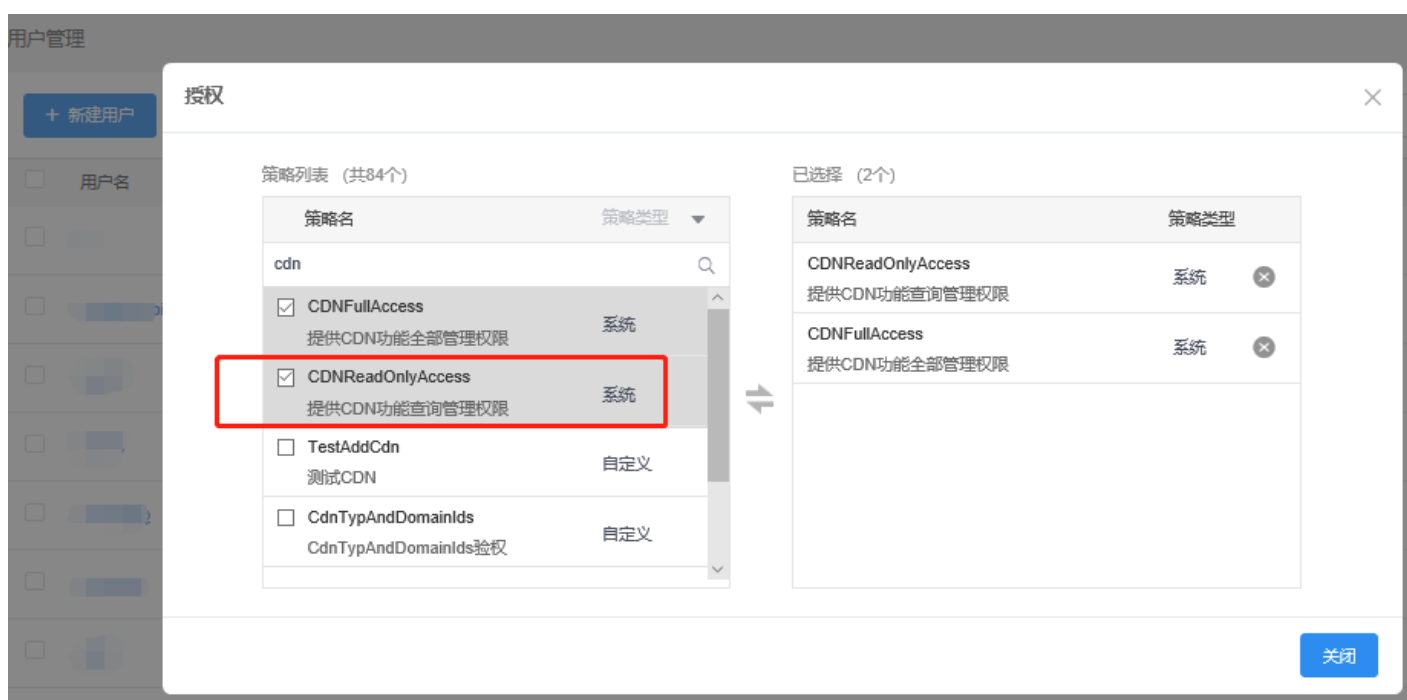 用户管理
+ 新建用户
用户名
授权
策略列表 (共84个)
策略名 策略类型
cdn
CDNFullAccess
提供CDN功能全部管理权限
系统
CDNReadOnlyAccess
提供CDN功能查询管理权限
系统
TestAddCdn
测试CDN
自定义
CdnTypAndDomainIds
CdnTypAndDomainIds验权
自定义
已选择 (2个)
策略名 策略类型
CDNReadOnlyAccess
提供CDN功能查询管理权限
系统
CDNFullAccess
提供CDN功能全部管理权限
系统
关闭